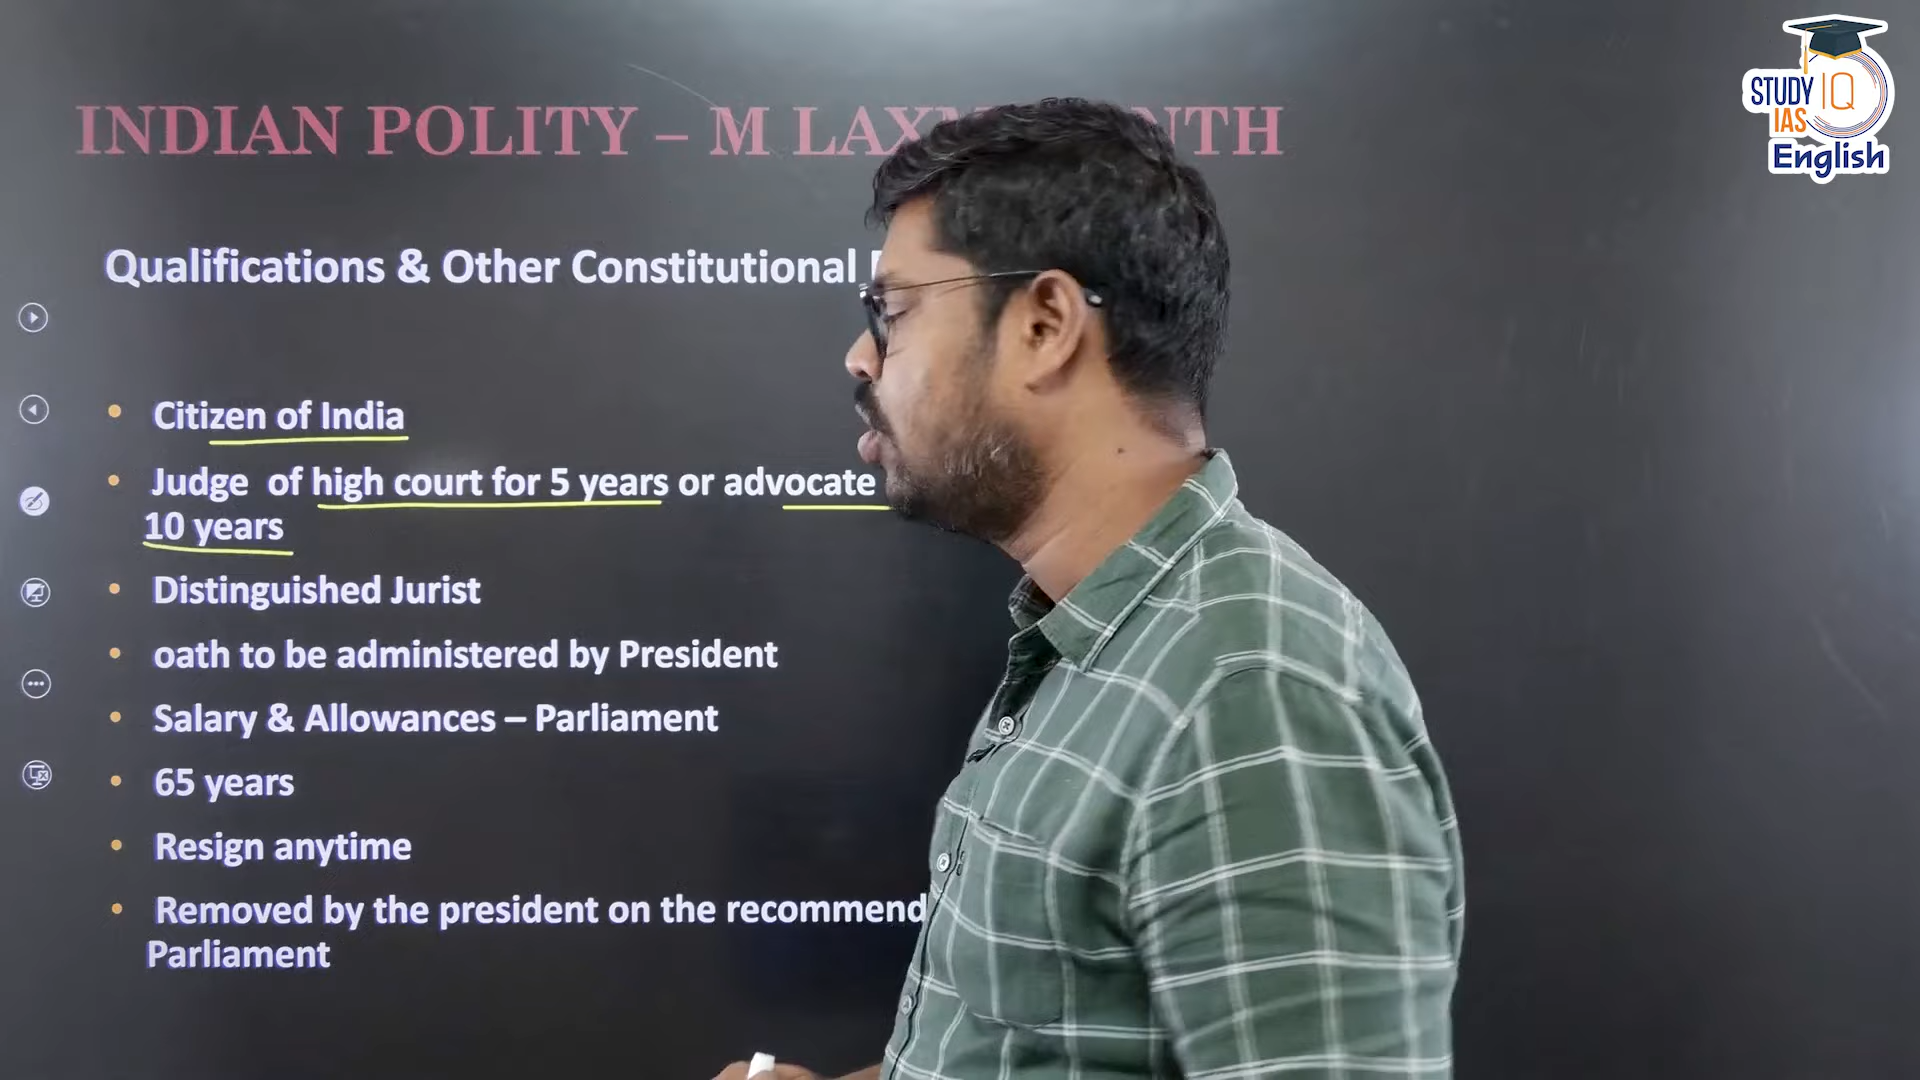 INDIAN POLITY – M LAX NTH
STUDY IQ
IAS
English
Qualifications & Other Constitutional
• Citizen of India
• Judge of high court for 5 years or advocate
10 years
• Distinguished Jurist
• oath to be administered by President
• Salary & Allowances – Parliament
• 65 years
• Resign anytime
• Removed by the president on the recommend
Parliament